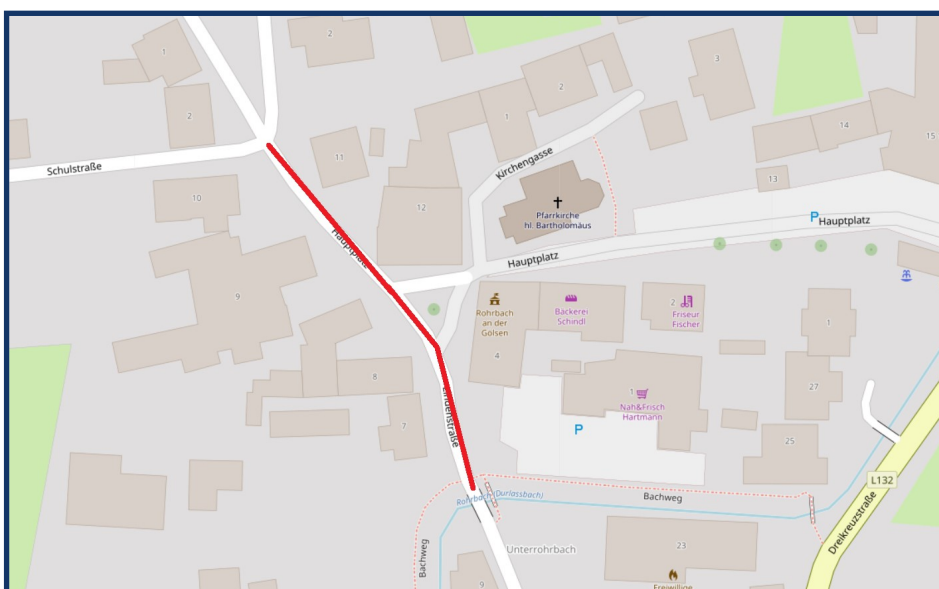 2
1
2
2
3
1
14
15
Schulstraße
11
Kirchengasse
13
10
12
Pfarrkirche
hl. Bartholomäus
P
Hauptplatz
Hauptplatz
Hauptplatz
9
Rohrbach
an der
Gölsen
Bäckerei
Schindl
2
Friseur
Fischer
1
4
8
1
27
Nah&Frisch
Hartmann
7
Lindenstraße
P
25
L132
Rohrbach (Durlassbach)
Bachweg
Dreikreuzstraße
Unterrohrbach
23
Bachweg
9
Freiwillige